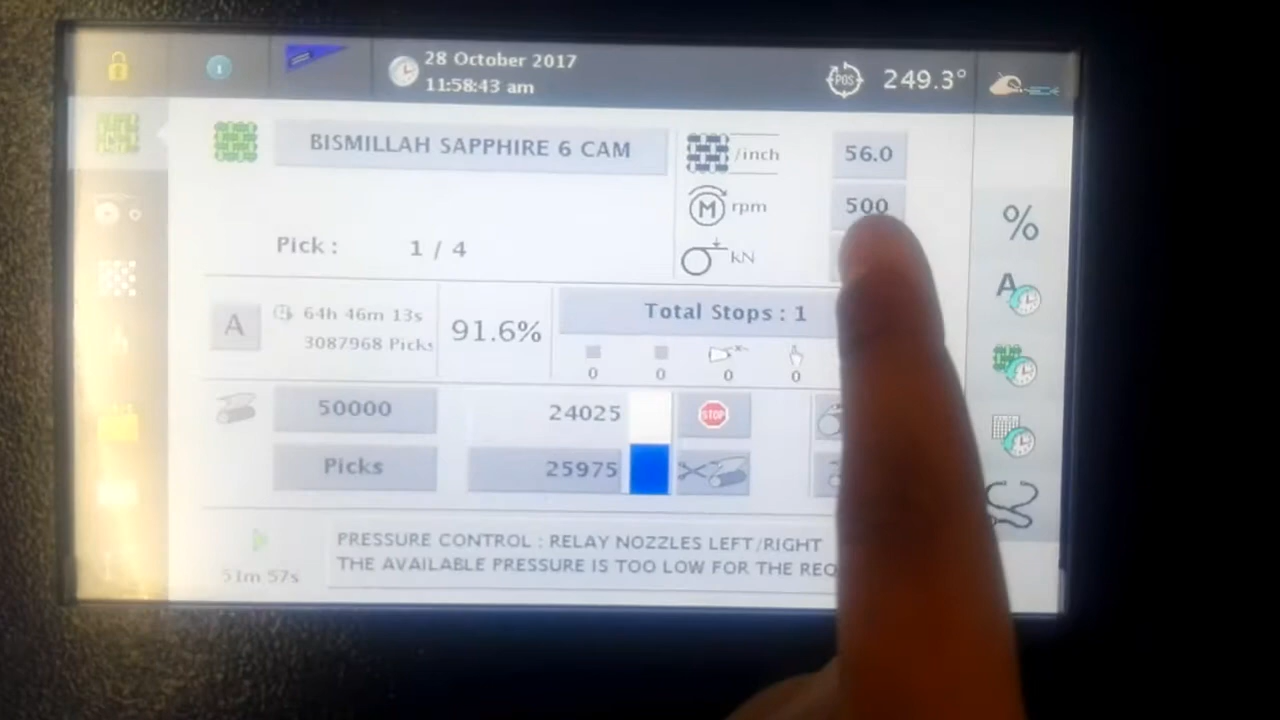 28 October 2017
11:58:43 am
POS 249.3°
BISMILLAH SAPPHIRE 6 CAM
/inch 56.0
M rpm 500
kN
Pick : 1 / 4
%
A
A 64h 46m 13s
3087968 Picks
91.6%
Total Stops : 1
0 0 0 0
50000 24025 STOP
Picks 25975
PRESSURE CONTROL : RELAY NOZZLES LEFT/RIGHT
THE AVAILABLE PRESSURE IS TOO LOW FOR THE REQ
51m 57s